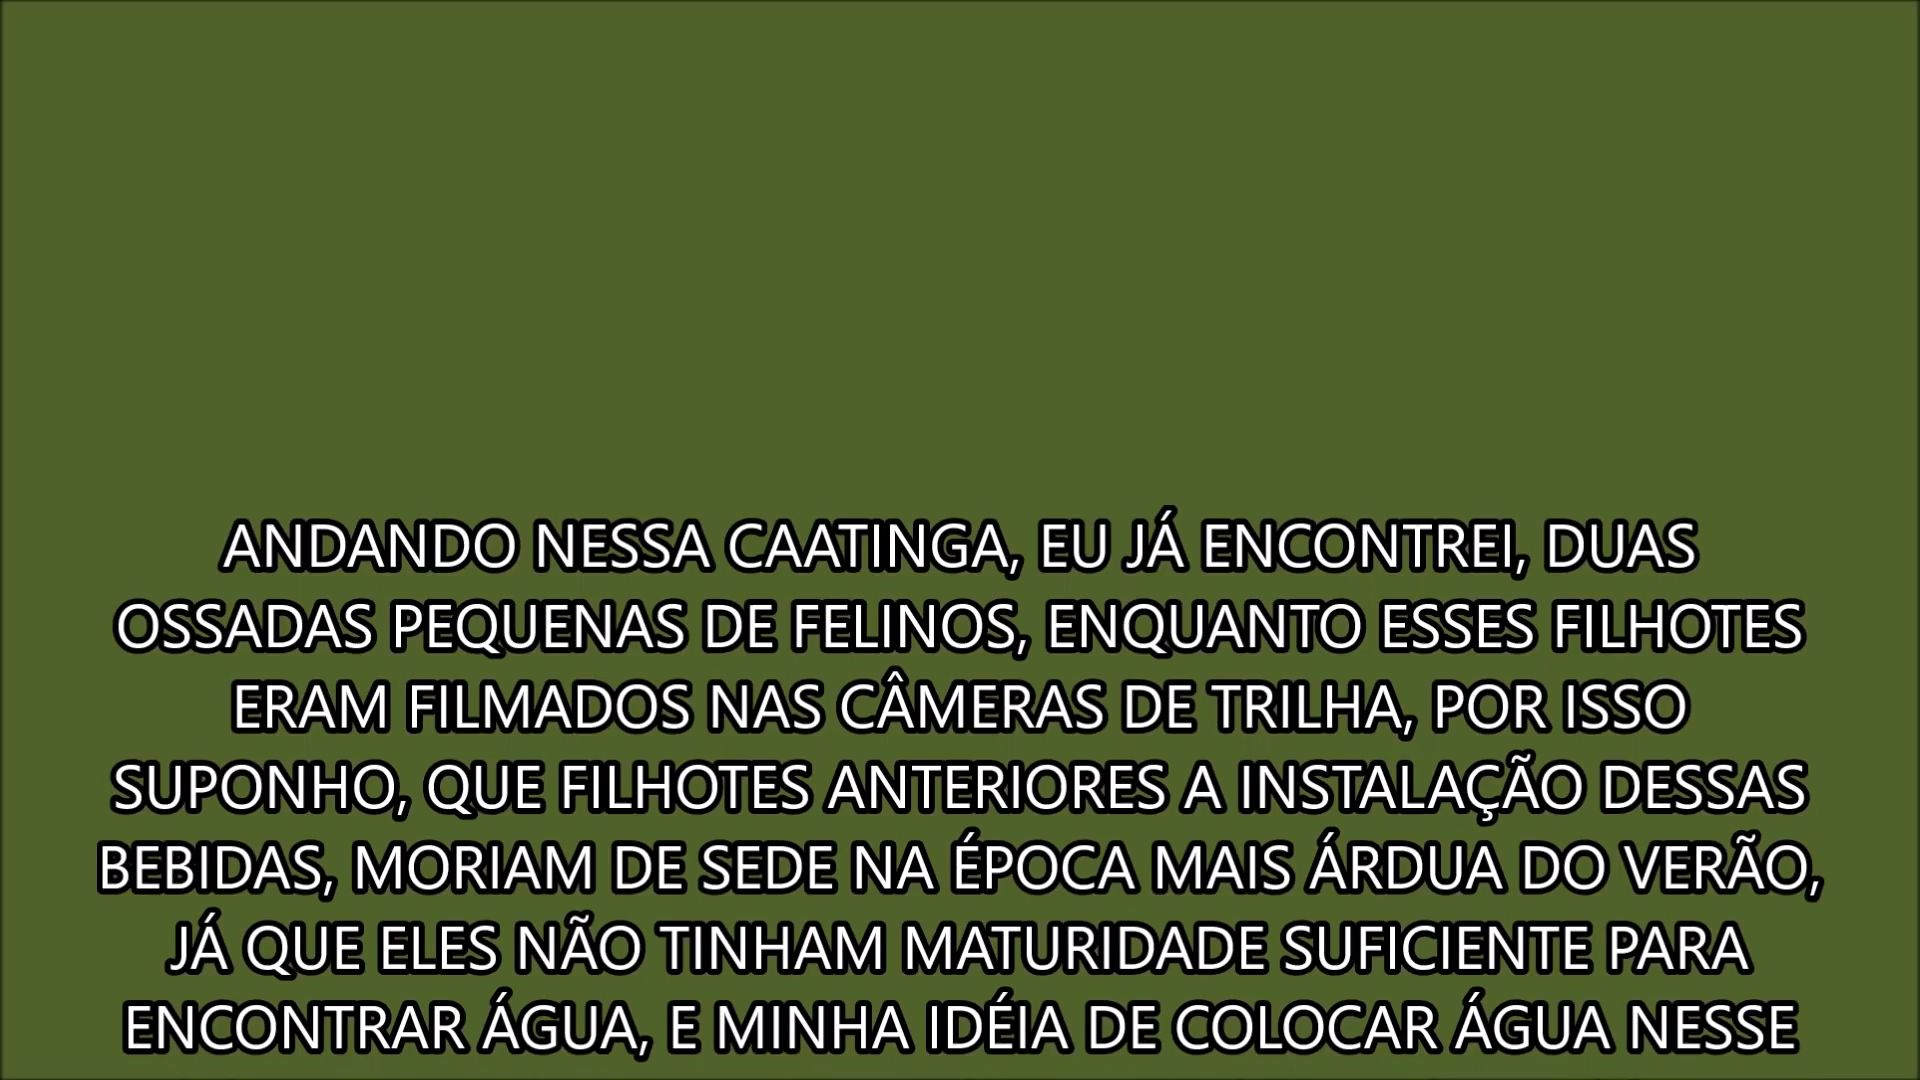 ANDANDO NESSA CAATINGA, EU JÁ ENCONTREI, DUAS
OSSADAS PEQUENAS DE FELINOS, ENQUANTO ESSES FILHOTES
ERAM FILMADOS NAS CÂMERAS DE TRILHA, POR ISSO
SUPONHO, QUE FILHOTES ANTERIORES A INSTALAÇÃO DESSAS
BEBIDAS, MORIAM DE SEDE NA ÉPOCA MAIS ÁRDUA DO VERÃO,
JÁ QUE ELES NÃO TINHAM MATURIDADE SUFICIENTE PARA
ENCONTRAR ÁGUA, E MINHA IDÉIA DE COLOCAR ÁGUA NESSE